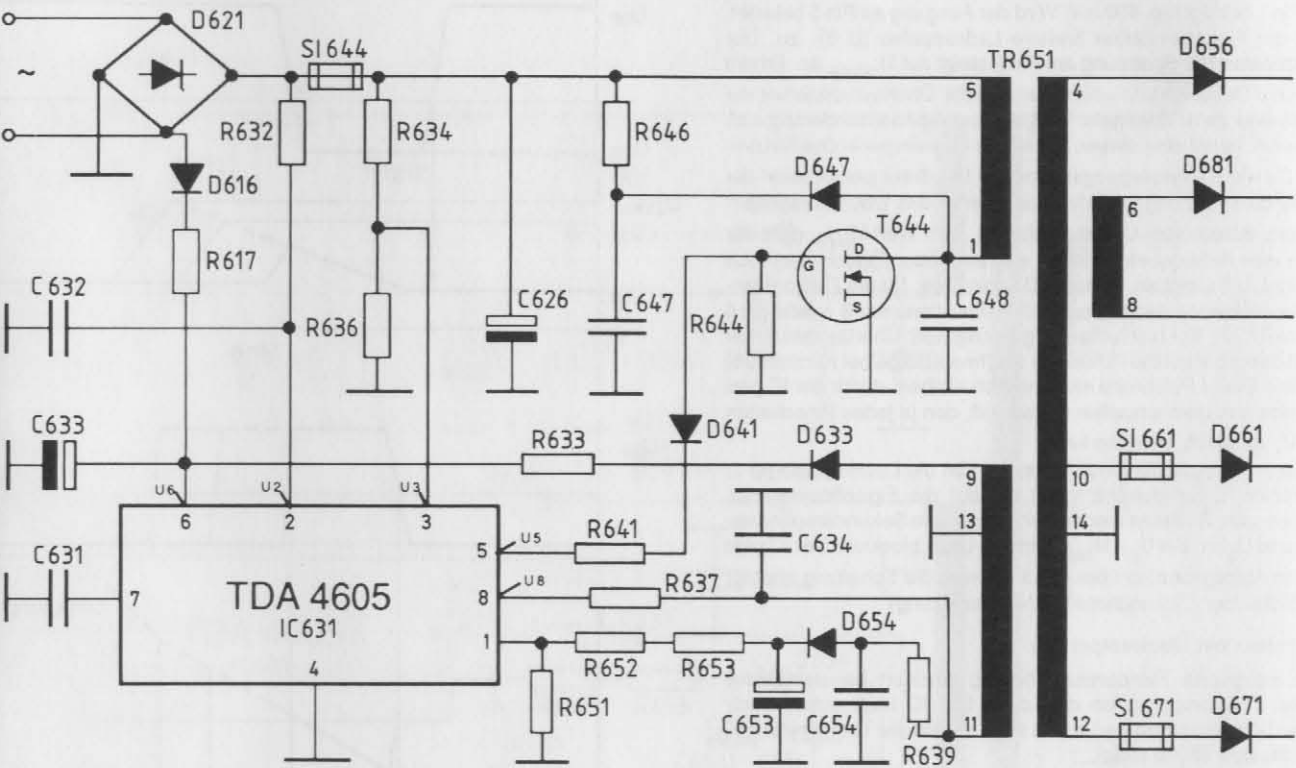 D621
SI 644
D656
TR651
5
4
~
R632
R634
R646
D616
D647
D681
T644
6
R617
1
D
G
S
C632
R636
C626
C647
R644
C648
8
C633
D641
R633
D633
SI 661
D661
U6
U2
U3
9
10
6
2
3
13
14
C631
5
U5
R641
C634
7
TDA 4605
8
U8
R637
IC631
D654
1
4
R652
R653
R651
C653
C654
R639
11
12
SI 671
D671